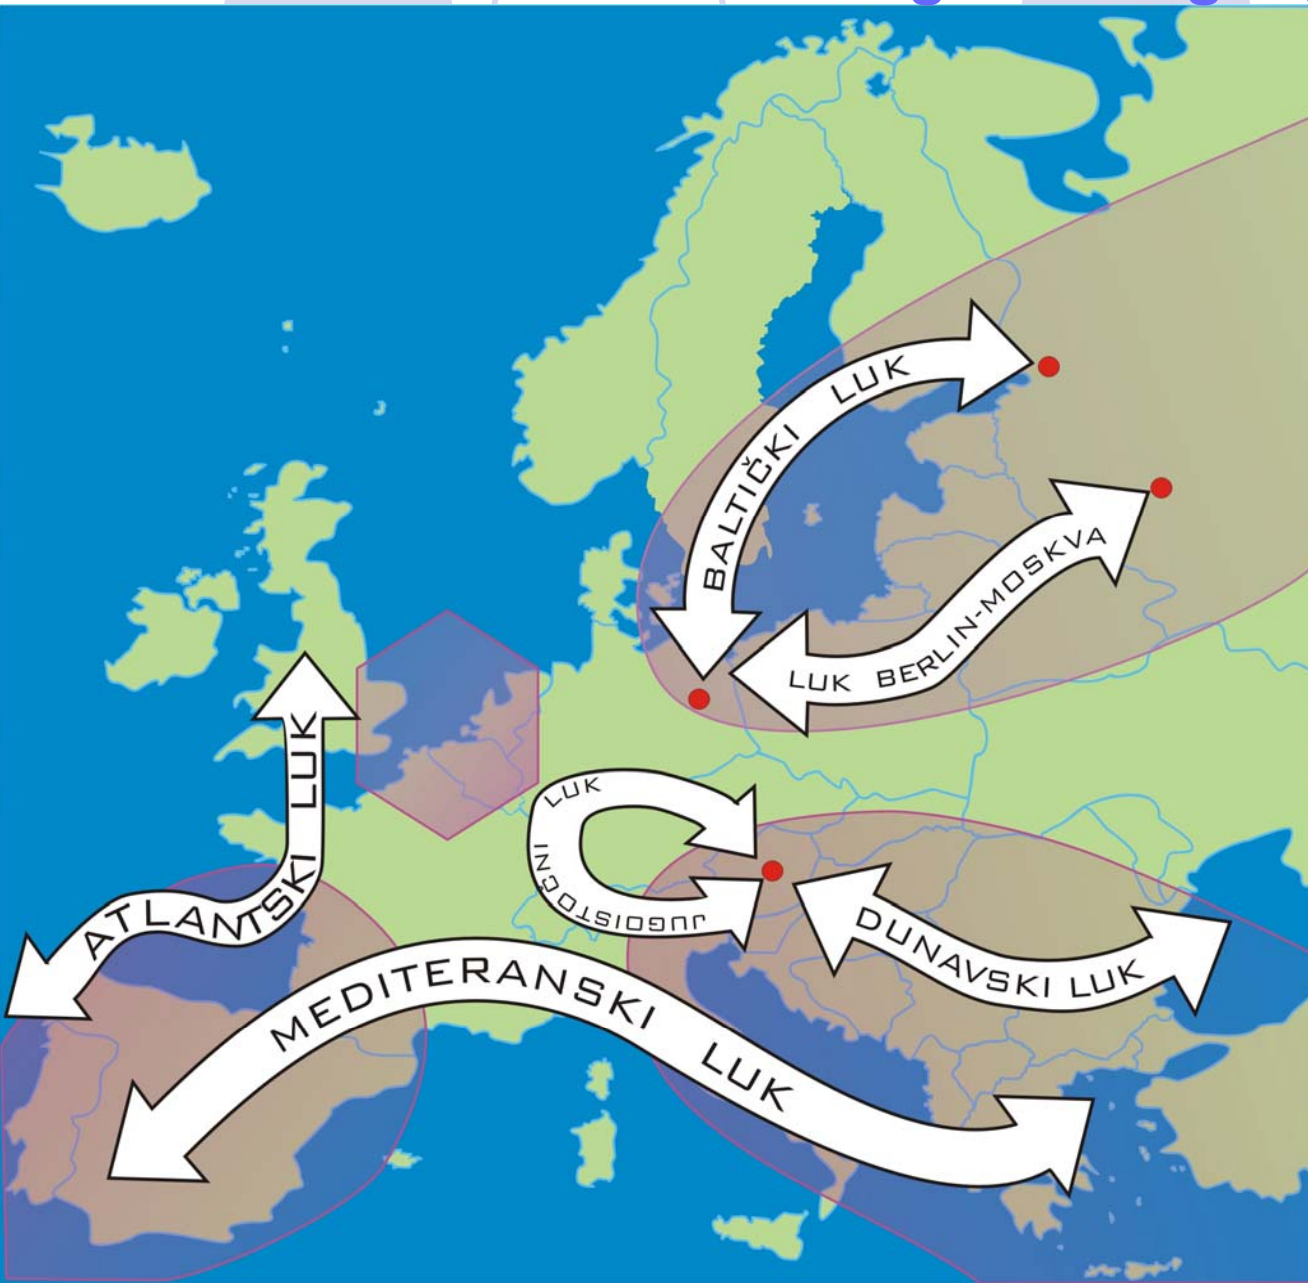 BALTIČKI LUK
LUK BERLIN-MOSKVA
ATLANTSKI LUK
LUK
JUGOISTOČNI
DUNAVSKI LUK
MEDITERANSKI LUK